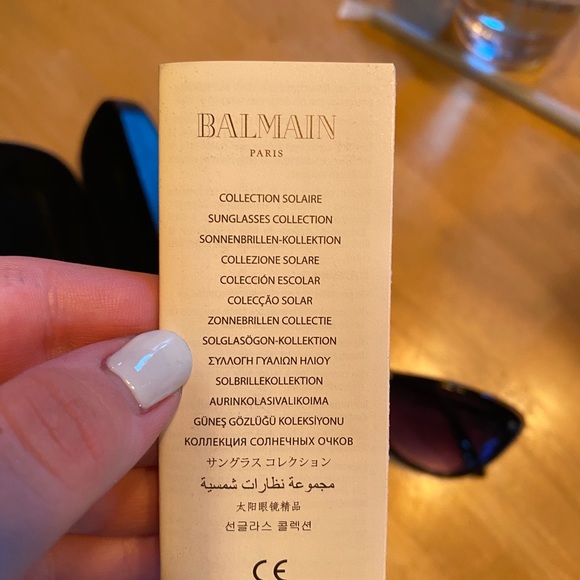 BALMAIN
PARIS
COLLECTION SOLAIRE
SUNGLASSES COLLECTION
SONNENBRILLEN-KOLLEKTION
COLLEZIONE SOLARE
COLECCIÓN ESCOLAR
COLECÇÃO SOLAR
ZONNEBRILLEN COLLECTIE
SOLGLASÖGON-KOLLEKTION
ΣΥΛΛΟΓΗ ΓΥΑΛΙΩΝ ΗΛΙΟΥ
SOLBRILLEKOLLEKTION
AURINKOLASIVALIKOIMA
GÜNEŞ GÖZLÜĞÜ KOLEKSİYONU
КОЛЛЕКЦИЯ СОЛНЕЧНЫХ ОЧКОВ
サングラス コレクション
مجموعة نظارات شمسية
太阳眼镜精品
선글라스 콜렉션
CE